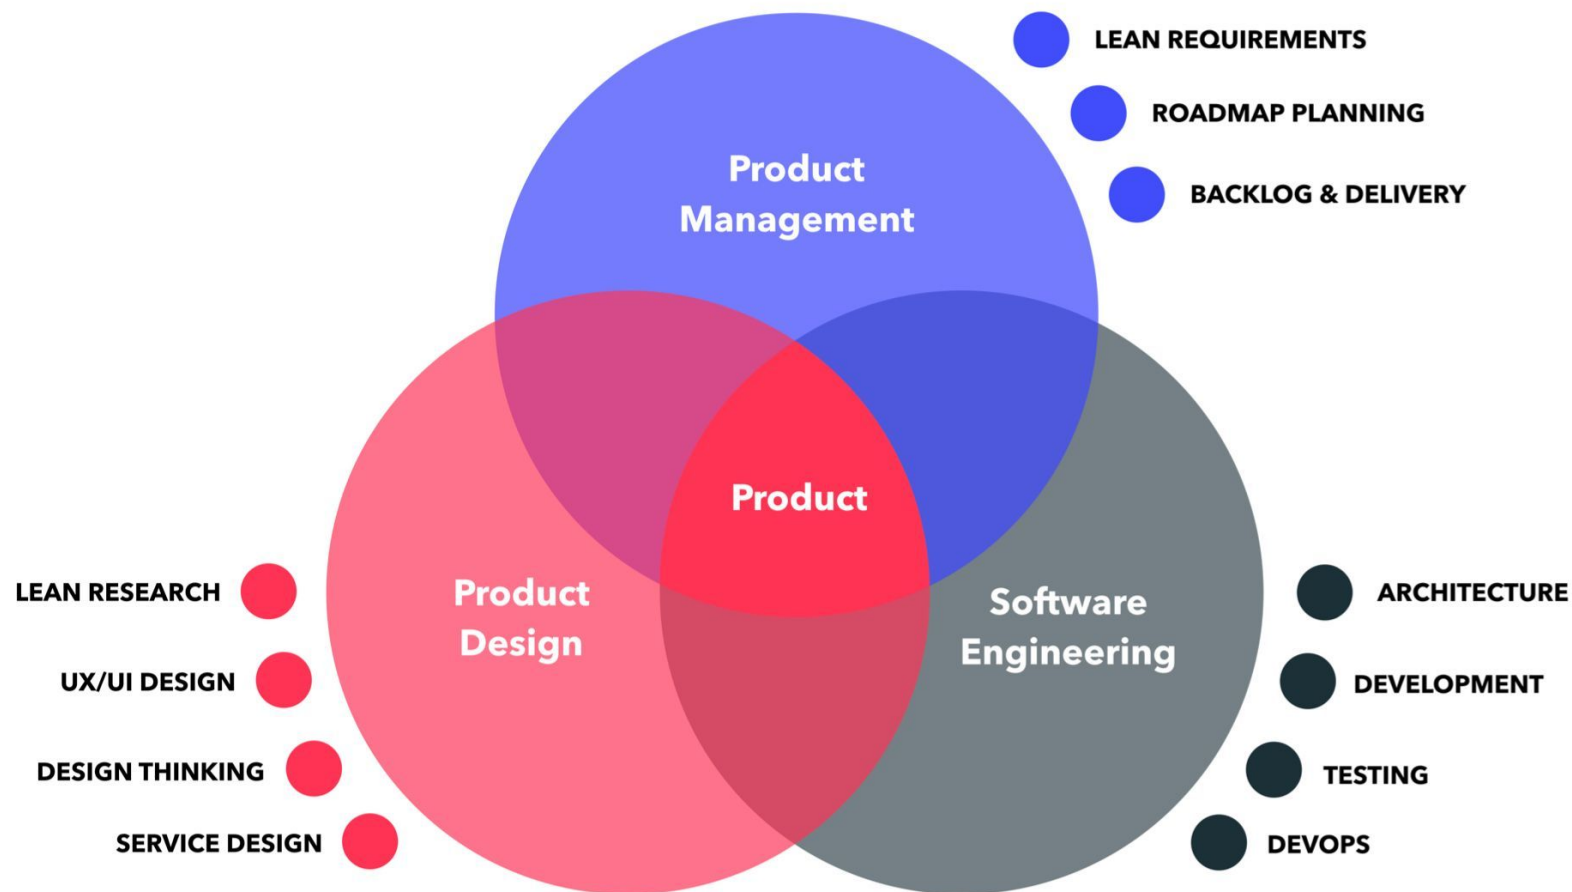 LEAN REQUIREMENTS
ROADMAP PLANNING
BACKLOG & DELIVERY
Product
Management
Product
Product
Design
Software
Engineering
LEAN RESEARCH
UX/UI DESIGN
DESIGN THINKING
SERVICE DESIGN
ARCHITECTURE
DEVELOPMENT
TESTING
DEVOPS